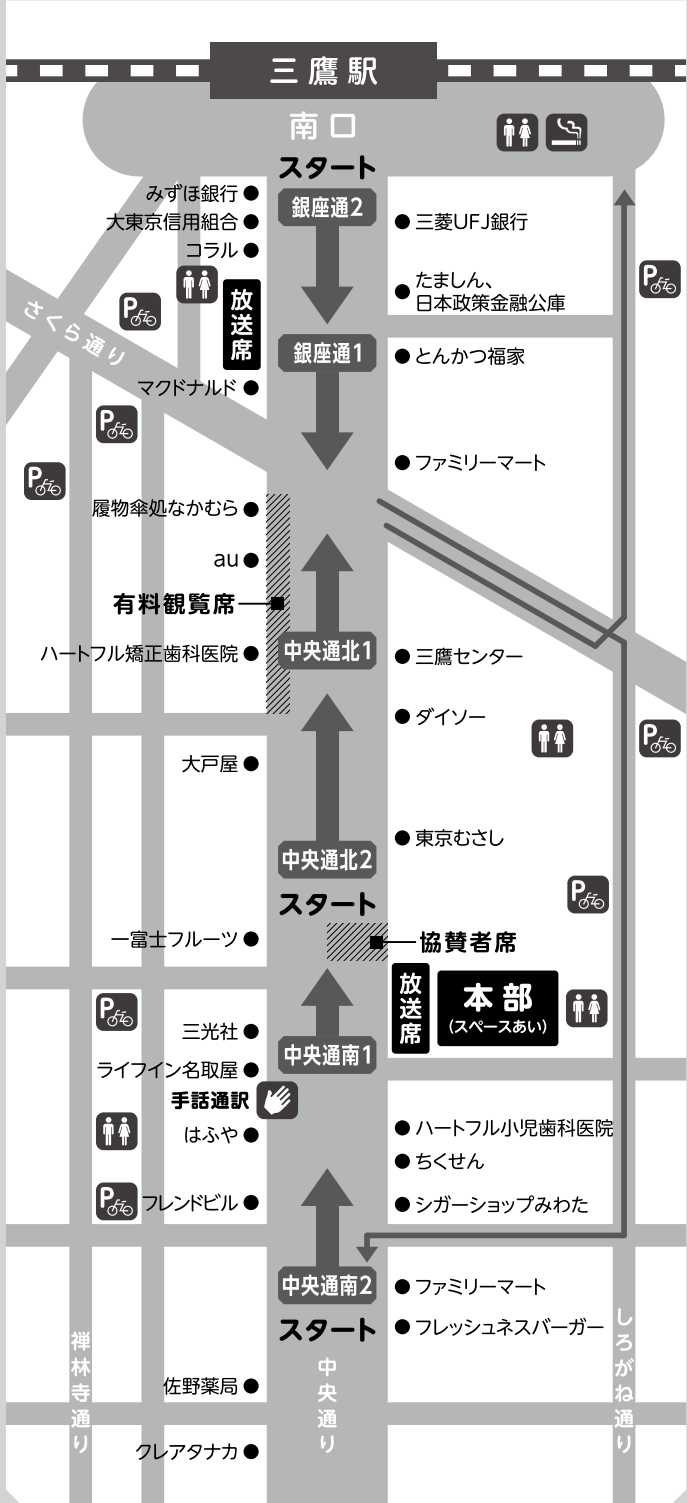 三鷹駅
南口
スタート
みずほ銀行
銀座通2
大東京信用組合
三菱UFJ銀行
コラル
たましん、
日本政策金融公庫
P
P
放送席
さくら通り
銀座通1
とんかつ福家
マクドナルド
P
ファミリーマート
P
履物傘処なかむら
au
有料観覧席
ハートフル矯正歯科医院
中央通北1
三鷹センター
ダイソー
P
大戸屋
東京むさし
中央通北2
P
スタート
一富士フルーツ
協賛者席
放送席
本部
(スペースあい)
P
三光社
中央通南1
ライフイン名取屋
手話通訳
はふや
ハートフル小児歯科医院
ちくせん
P
フレンドビル
シガーショップみわた
中央通南2
ファミリーマート
スタート
フレッシュネスバーガー
禅林寺通り
中央通り
しろがね通り
佐野薬局
クレアタナカ